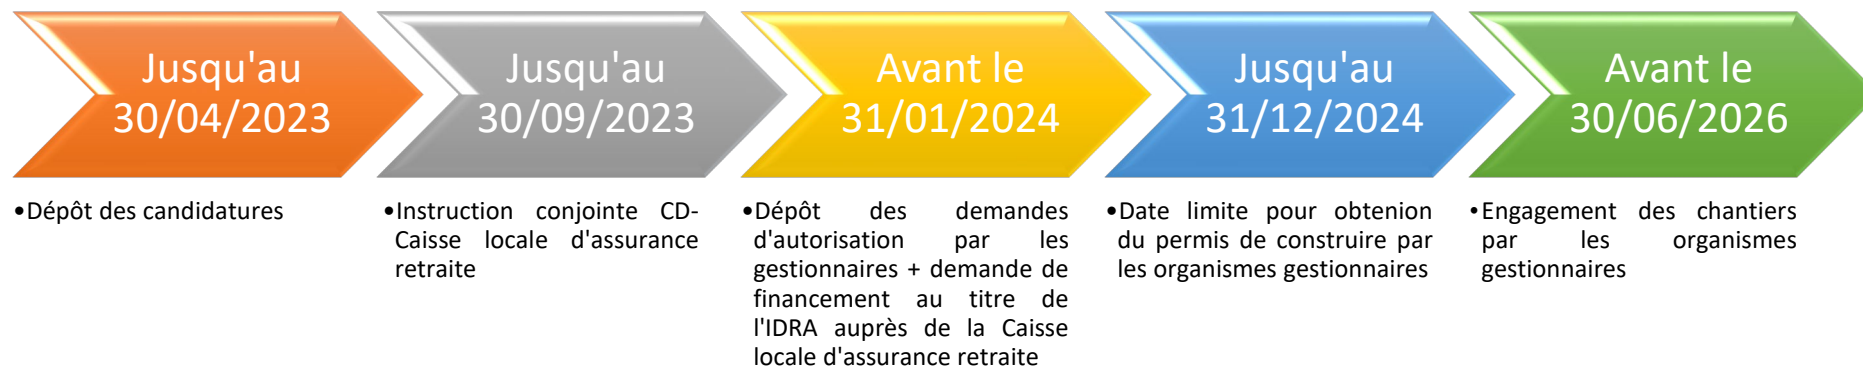 Jusqu'au
30/04/2023
Jusqu'au
30/09/2023
Avant le
31/01/2024
Jusqu'au
31/12/2024
Avant le
30/06/2026
•Dépôt des candidatures
•Instruction conjointe CD-
Caisse locale d'assurance
retraite
•Dépôt des demandes
d'autorisation par les
gestionnaires + demande de
financement au titre de
l'IDRA auprès de la Caisse
locale d'assurance retraite
•Date limite pour obtenion
du permis de construire par
les organismes gestionnaires
•Engagement des chantiers
par les organismes
gestionnaires